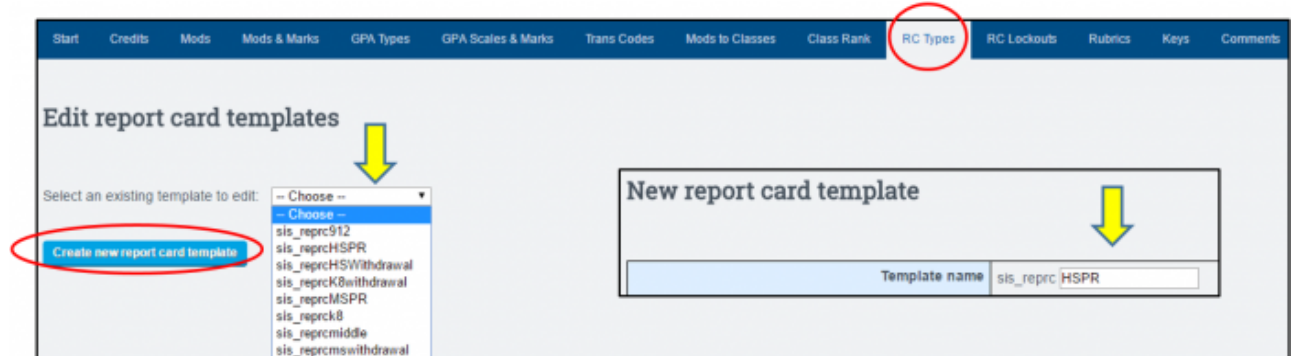 Start Credits Mods Mods & Marks GPA Types GPA Scales & Marks Trans Codes Mods to Classes Class Rank RC Types RC Lockouts Rubrics Keys Comments
Edit report card templates
Select an existing template to edit: -- Choose --
-- Choose --
sis_reprc912
sis_reprcHSPR
sis_reprcHSWithdrawal
sis_reprcK8withdrawal
sis_reprcMSPR
sis_reprck8
sis_reprcmiddle
sis_reprcmswithdrawal
Create new report card template
New report card template
Template name sis_reprc HSPR